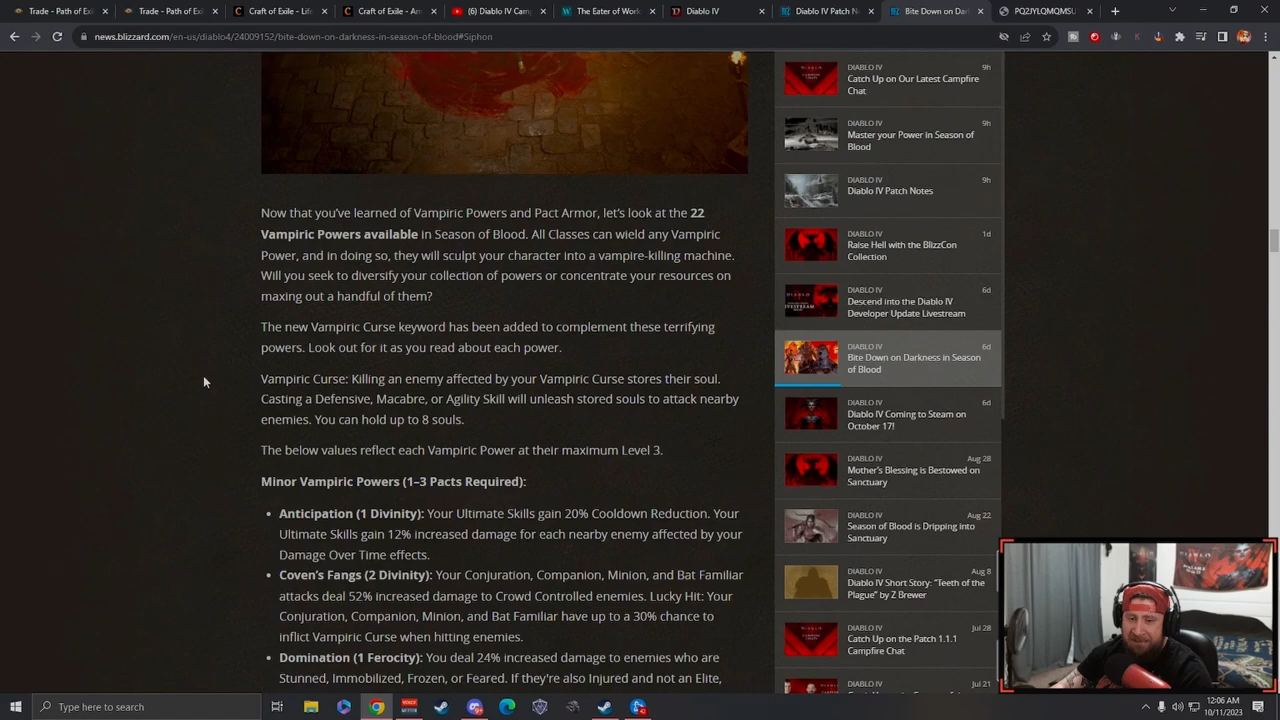 Trade - Path of Exi
Trade - Path of Exi
Craft of Exile - Life
Craft of Exile - Am
(6) Diablo IV Camp
The Eater of Worl
Diablo IV
Diablo IV Patch N
Bite Down on Dark
PQ2JYLQMQMSU
news.blizzard.com/en-us/diablo4/24009152/bite-down-on-darkness-in-season-of-blood#Siphon
Now that you've learned of Vampiric Powers and Pact Armor, let's look at the 22
Vampiric Powers available in Season of Blood. All Classes can wield any Vampiric
Power, and in doing so, they will sculpt your character into a vampire-killing machine.
Will you seek to diversify your collection of powers or concentrate your resources on
maxing out a handful of them?
The new Vampiric Curse keyword has been added to complement these terrifying
powers. Look out for it as you read about each power.
Vampiric Curse: Killing an enemy affected by your Vampiric Curse stores their soul.
Casting a Defensive, Macabre, or Agility Skill will unleash stored souls to attack nearby
enemies. You can hold up to 8 souls.
The below values reflect each Vampiric Power at their maximum Level 3.
Minor Vampiric Powers (1–3 Pacts Required):
• Anticipation (1 Divinity): Your Ultimate Skills gain 20% Cooldown Reduction. Your
Ultimate Skills gain 12% increased damage for each nearby enemy affected by your
Damage Over Time effects.
• Coven's Fangs (2 Divinity): Your Conjuration, Companion, Minion, and Bat Familiar
attacks deal 52% increased damage to Crowd Controlled enemies. Lucky Hit: Your
Conjuration, Companion, Minion, and Bat Familiar have up to a 30% chance to
inflict Vampiric Curse when hitting enemies.
• Domination (1 Ferocity): You deal 24% increased damage to enemies who are
Stunned, Immobilized, Frozen, or Feared. If they're also Injured and not an Elite,
DIABLO IV 9h
Catch Up on Our Latest Campfire
Chat
DIABLO IV 9h
Master your Power in Season of
Blood
DIABLO IV 9h
Diablo IV Patch Notes
DIABLO IV 1d
Raise Hell with the BlizzCon
Collection
DIABLO IV 6d
Descend into the Diablo IV
Developer Update Livestream
DIABLO IV 6d
Bite Down on Darkness in Season
of Blood
DIABLO IV 6d
Diablo IV Coming to Steam on
October 17!
DIABLO IV Aug 28
Mother's Blessing is Bestowed on
Sanctuary
DIABLO IV Aug 22
Season of Blood is Dripping into
Sanctuary
DIABLO IV Aug 8
Diablo IV Short Story: "Teeth of the
Plague" by Z Brewer
DIABLO IV Jul 28
Catch Up on the Patch 1.1.1
Campfire Chat
DIABLO IV Jul 21
Type here to search
12:06 AM
10/11/2023